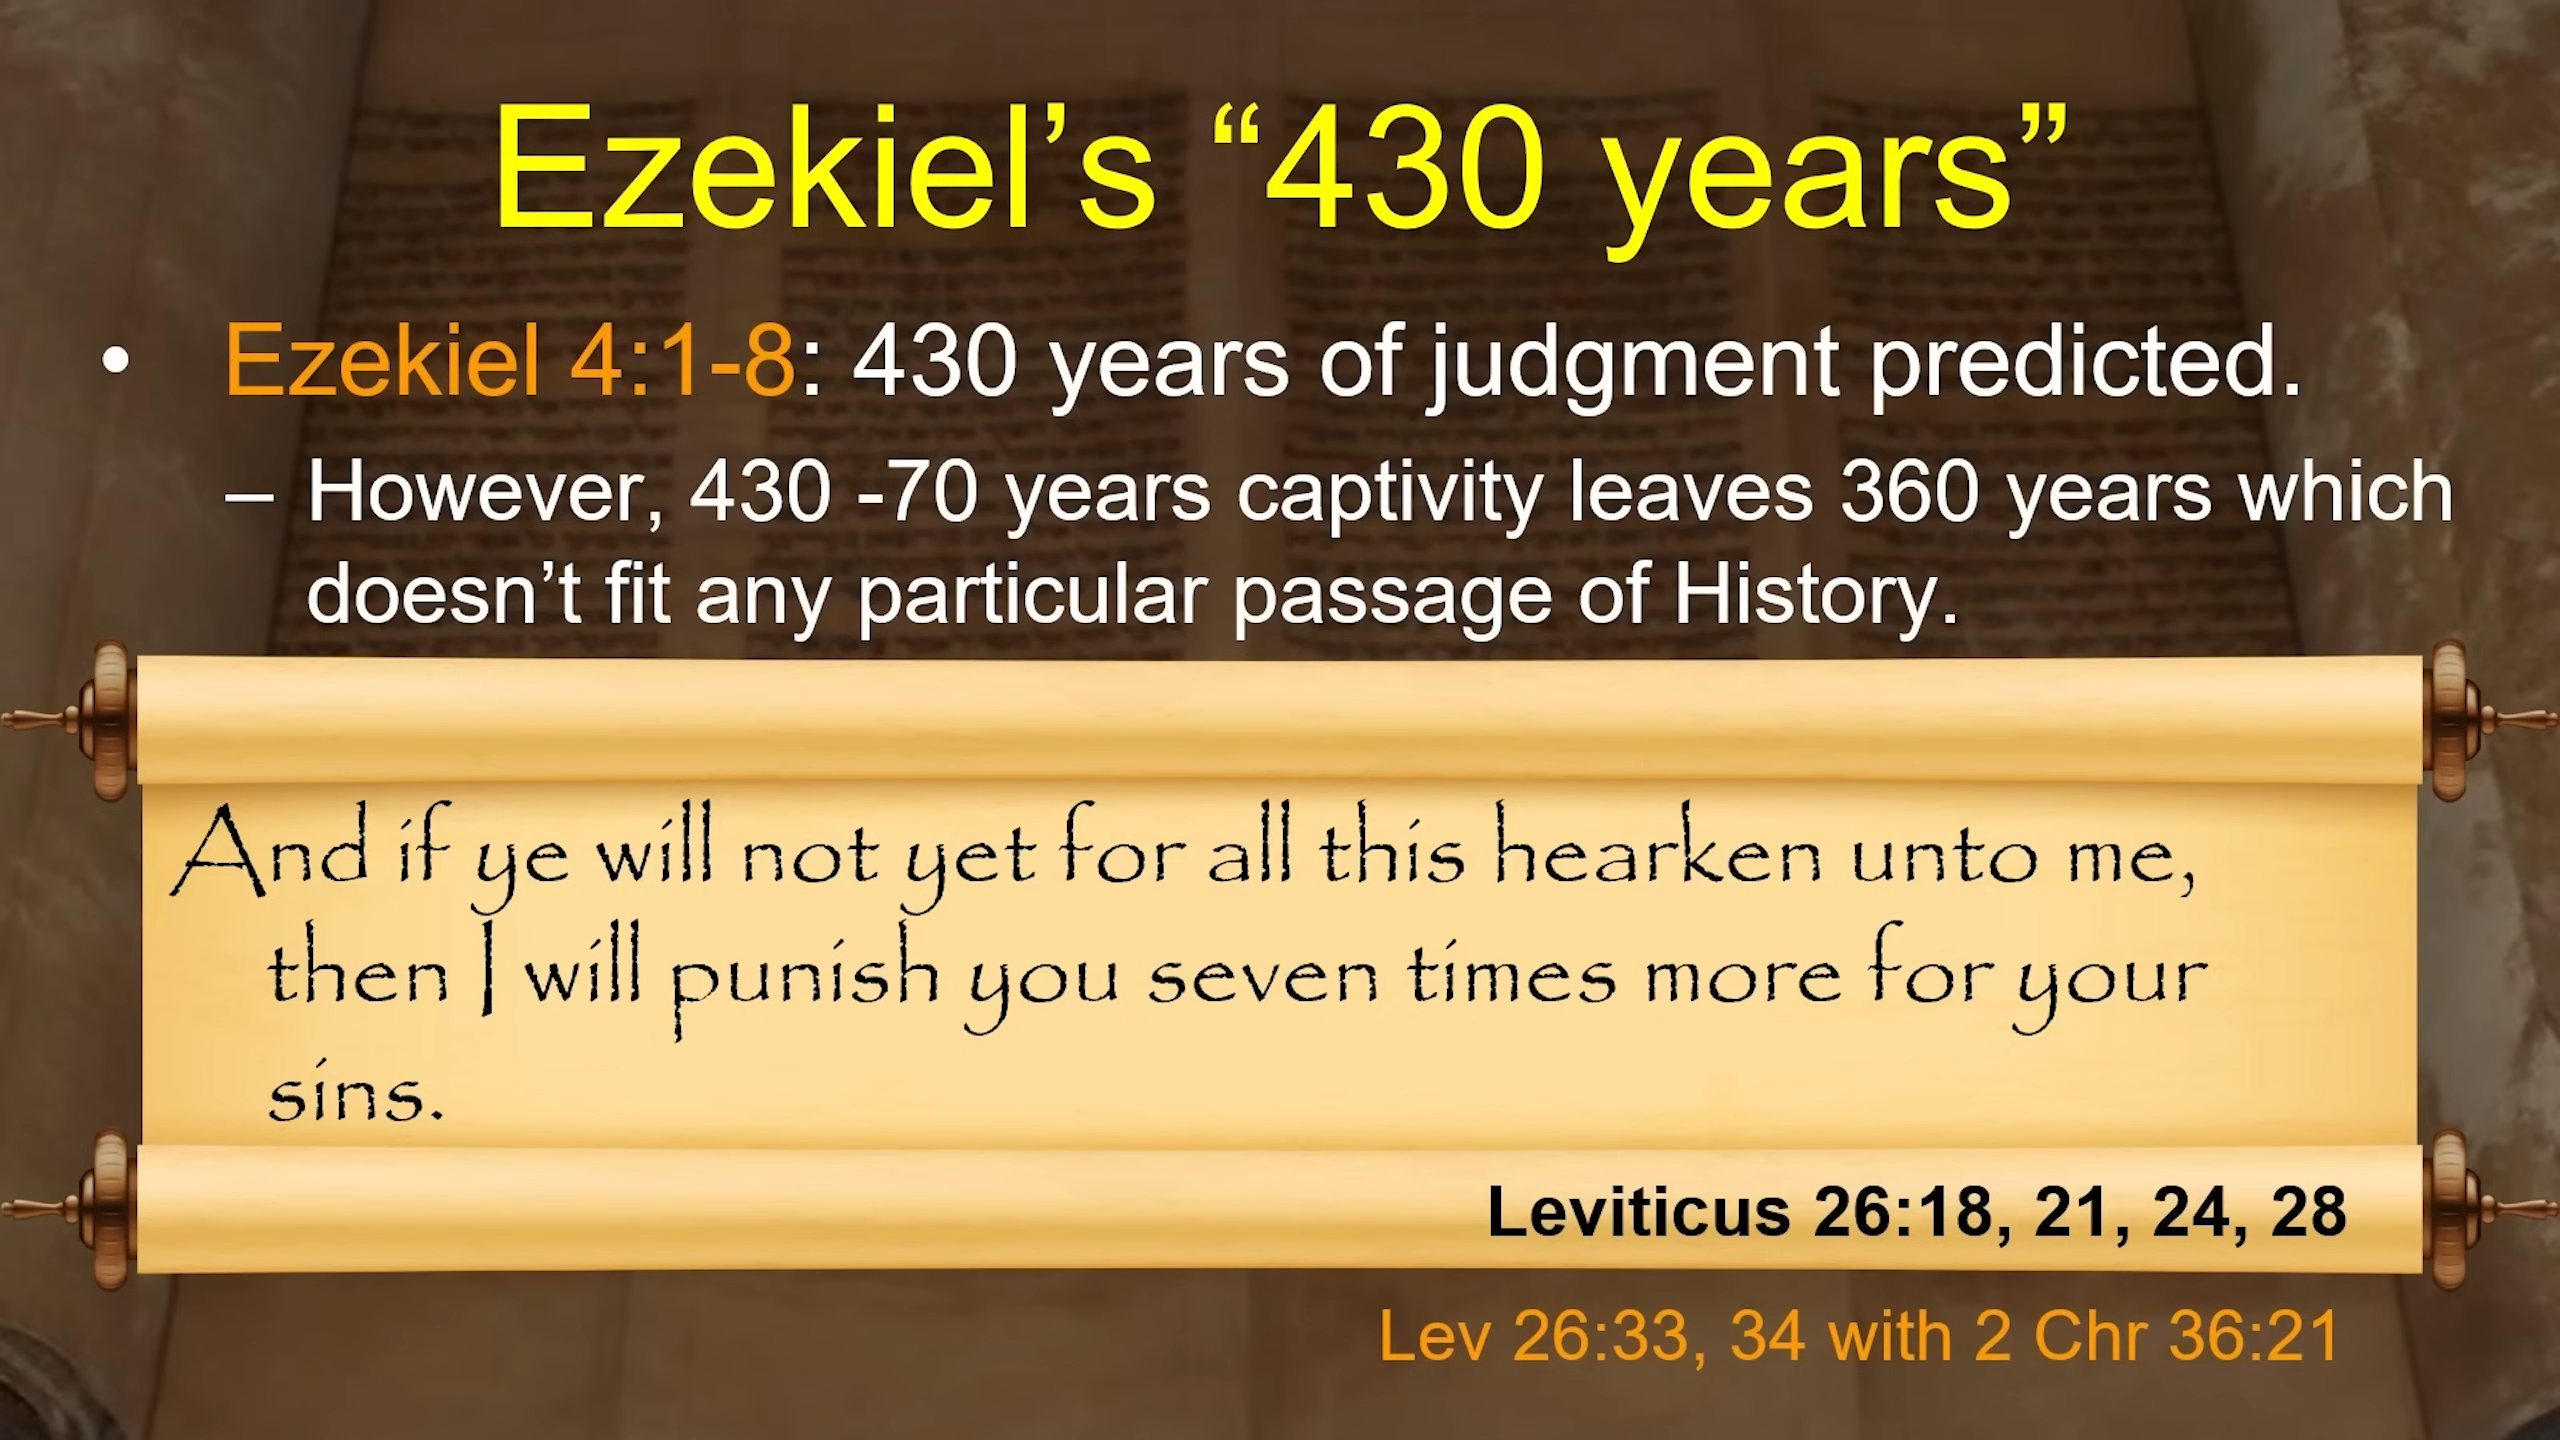 Ezekiel’s “430 years”
• Ezekiel 4:1-8: 430 years of judgment predicted.
– However, 430 -70 years captivity leaves 360 years which
doesn’t fit any particular passage of History.
And if ye will not yet for all this hearken unto me,
then I will punish you seven times more for your
sins.
Leviticus 26:18, 21, 24, 28
Lev 26:33, 34 with 2 Chr 36:21